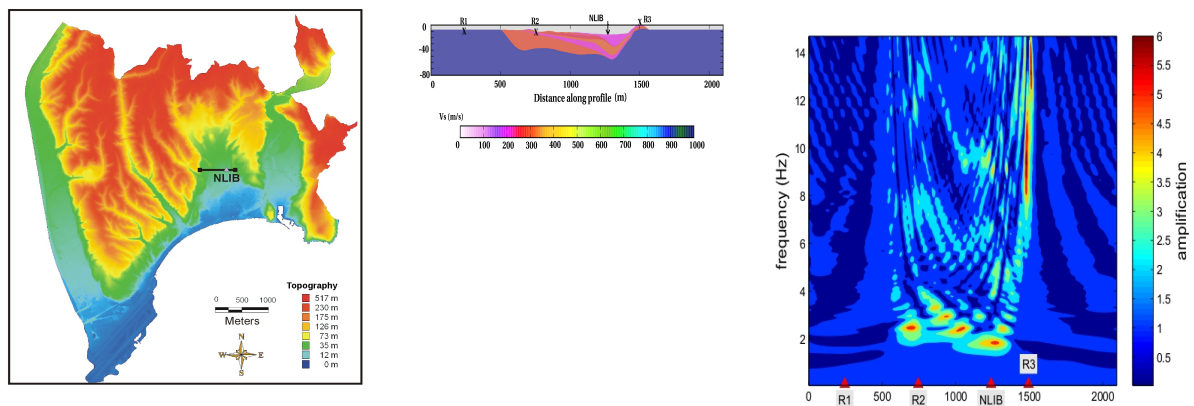 NLIB
0 500 1000
Meters
N
W E
S
Topography
517 m
230 m
175 m
126 m
73 m
35 m
12 m
0 m
R1 R2 NLIB R3
0
-40
-80
0 500 1000 1500 2000
Distance along profile (m)
Vs (m/s)
0 100 200 300 400 500 600 700 800 900 1000
frequency (Hz)
14
12
10
8
6
4
2
R3
R1 R2 NLIB
0 500 1000 1500 2000
6
5.5
5
4.5
4
3.5
3
2.5
2
1.5
1
0.5
amplification